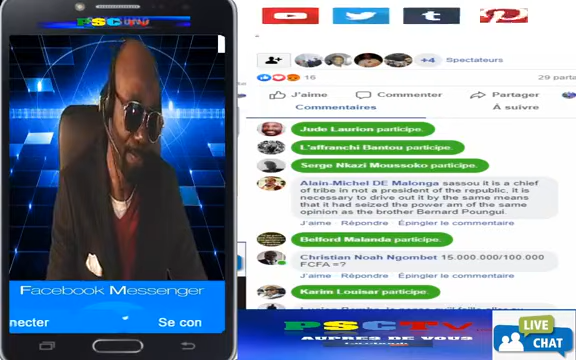 PSCTV
Facebook Messenger
necter
Se con
+4 Spectateurs
16
29 parta
J'aime
Commenter
Partager
Commentaires
À suivre
Jude Laurion participe.
L'affranchi Bantou participe.
Serge Nkazi Moussoko participe.
Alain-Michel DE Malonga sassou it is a chief
of tribe in not a president of the republic, it is
necessary to drive out it by the same means
that it had seized the power am of the same
opinion as the brother Bernard Poungui.
J'aime Répondre Épingler le commentaire
Belford Malanda participe.
Christian Noah Ngombet 15.000.000/100.000
FCFA =?
J'aime Répondre Épingler le commentaire
Karim Louisar participe.
PSCTV
AUPRES DE VOUS
LIVE
CHAT